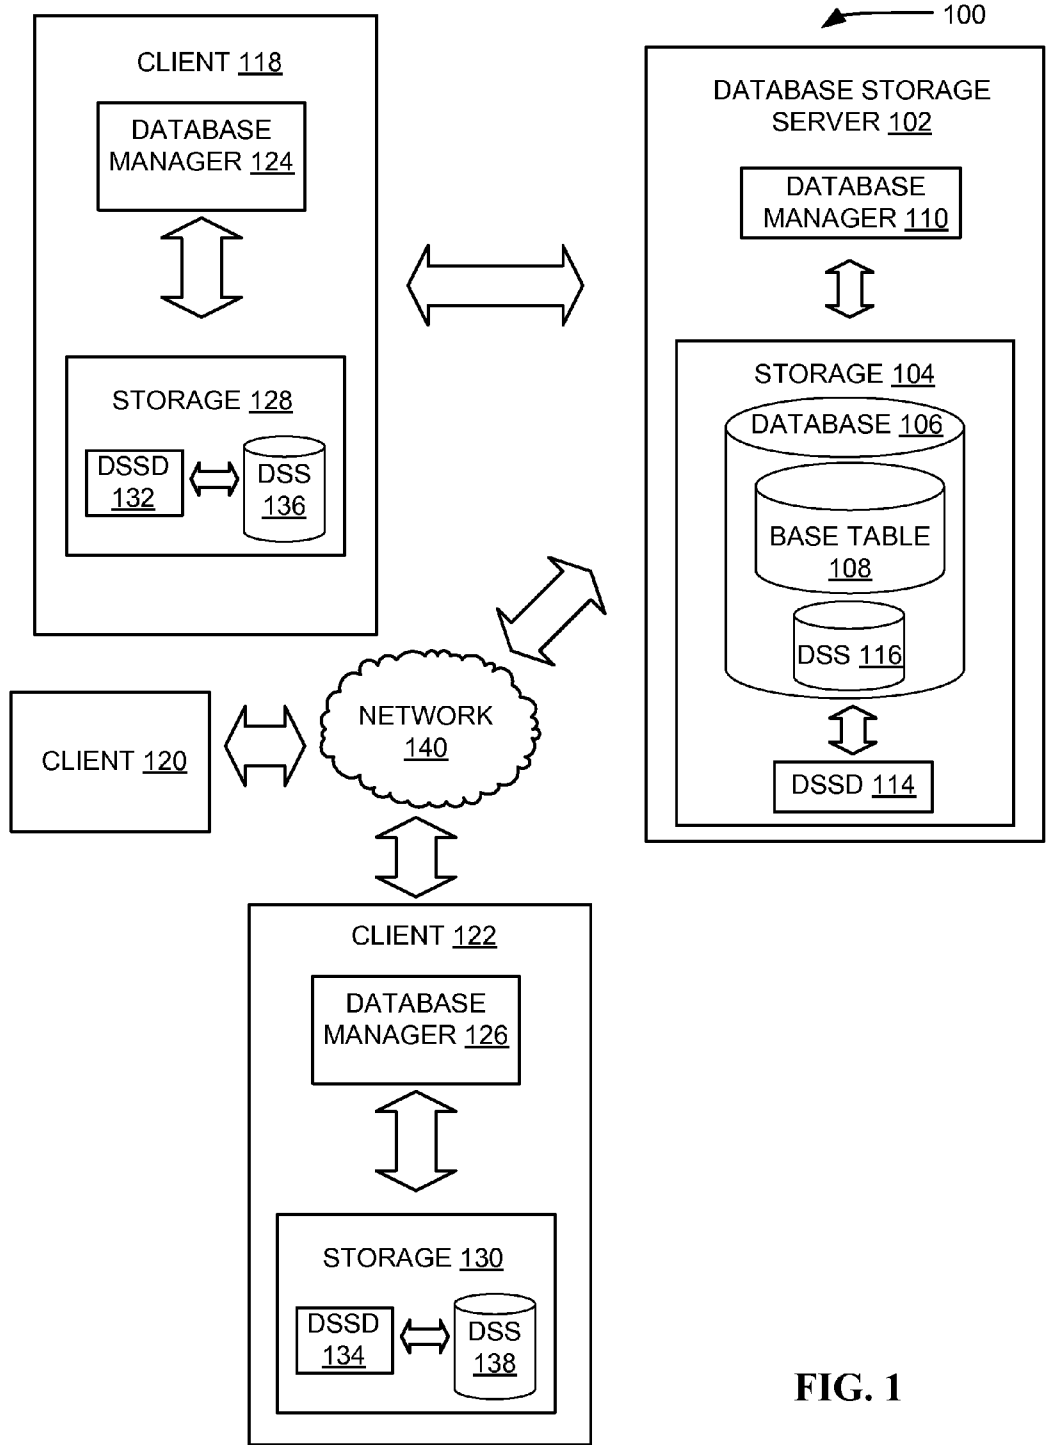 100
CLIENT 118
DATABASE
MANAGER 124
STORAGE 128
DSSD
132
DSS
136
DATABASE STORAGE
SERVER 102
DATABASE
MANAGER 110
STORAGE 104
DATABASE 106
BASE TABLE
108
DSS 116
DSSD 114
NETWORK
140
CLIENT 120
CLIENT 122
DATABASE
MANAGER 126
STORAGE 130
DSSD
134
DSS
138
FIG. 1